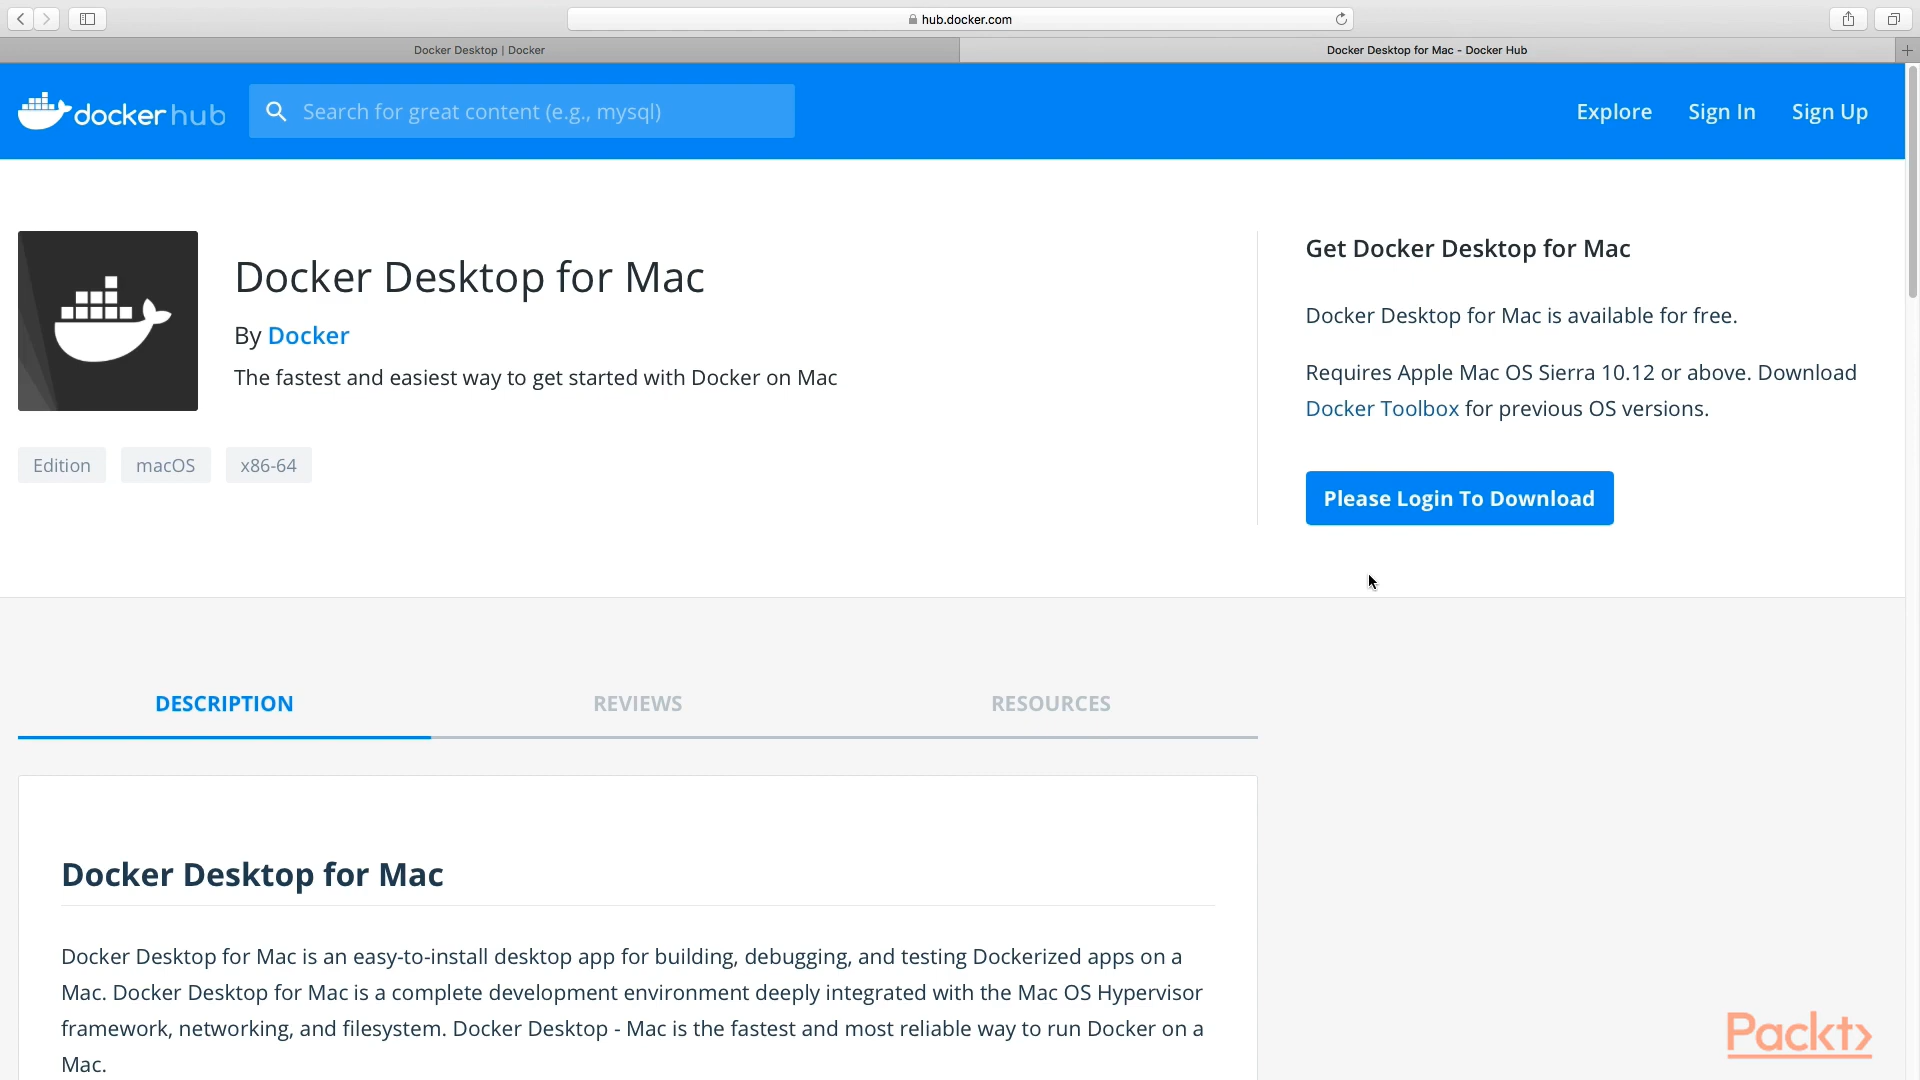 hub.docker.com
Docker Desktop | Docker
Docker Desktop for Mac - Docker Hub
docker hub
Search for great content (e.g., mysql)
Explore
Sign In
Sign Up
Docker Desktop for Mac
By Docker
The fastest and easiest way to get started with Docker on Mac
Edition
macOS
x86-64
Get Docker Desktop for Mac
Docker Desktop for Mac is available for free.
Requires Apple Mac OS Sierra 10.12 or above. Download
Docker Toolbox for previous OS versions.
Please Login To Download
DESCRIPTION
REVIEWS
RESOURCES
Docker Desktop for Mac
Docker Desktop for Mac is an easy-to-install desktop app for building, debugging, and testing Dockerized apps on a
Mac. Docker Desktop for Mac is a complete development environment deeply integrated with the Mac OS Hypervisor
framework, networking, and filesystem. Docker Desktop - Mac is the fastest and most reliable way to run Docker on a
Mac.
Packt